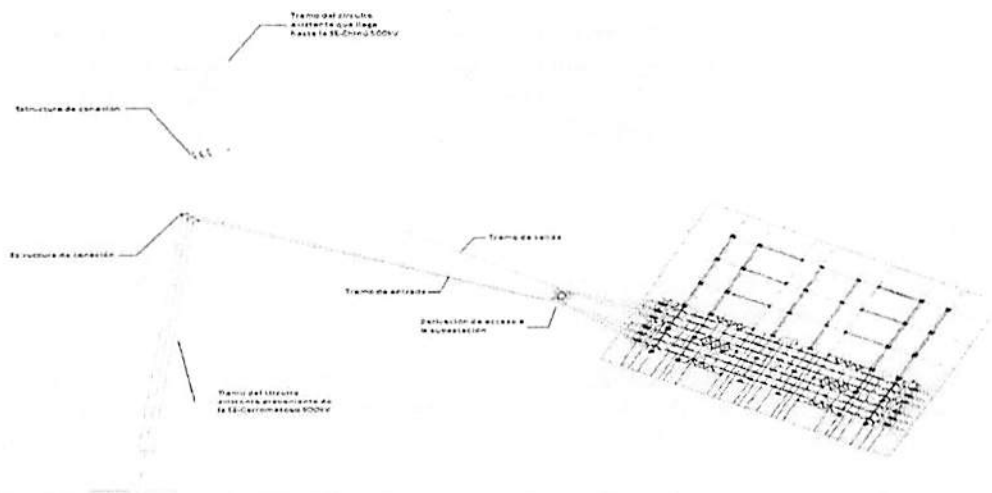 Tramo del circuito
existente que llega
hasta la SE-Chinú 500kV
Estructura de conexión
Estructura de conexión
Tramo de salida
Tramo de entrada
Derivación de acceso a
la subestación
Tramo del circuito
existente proveniente de
la SE-Cerromatoso 500kV